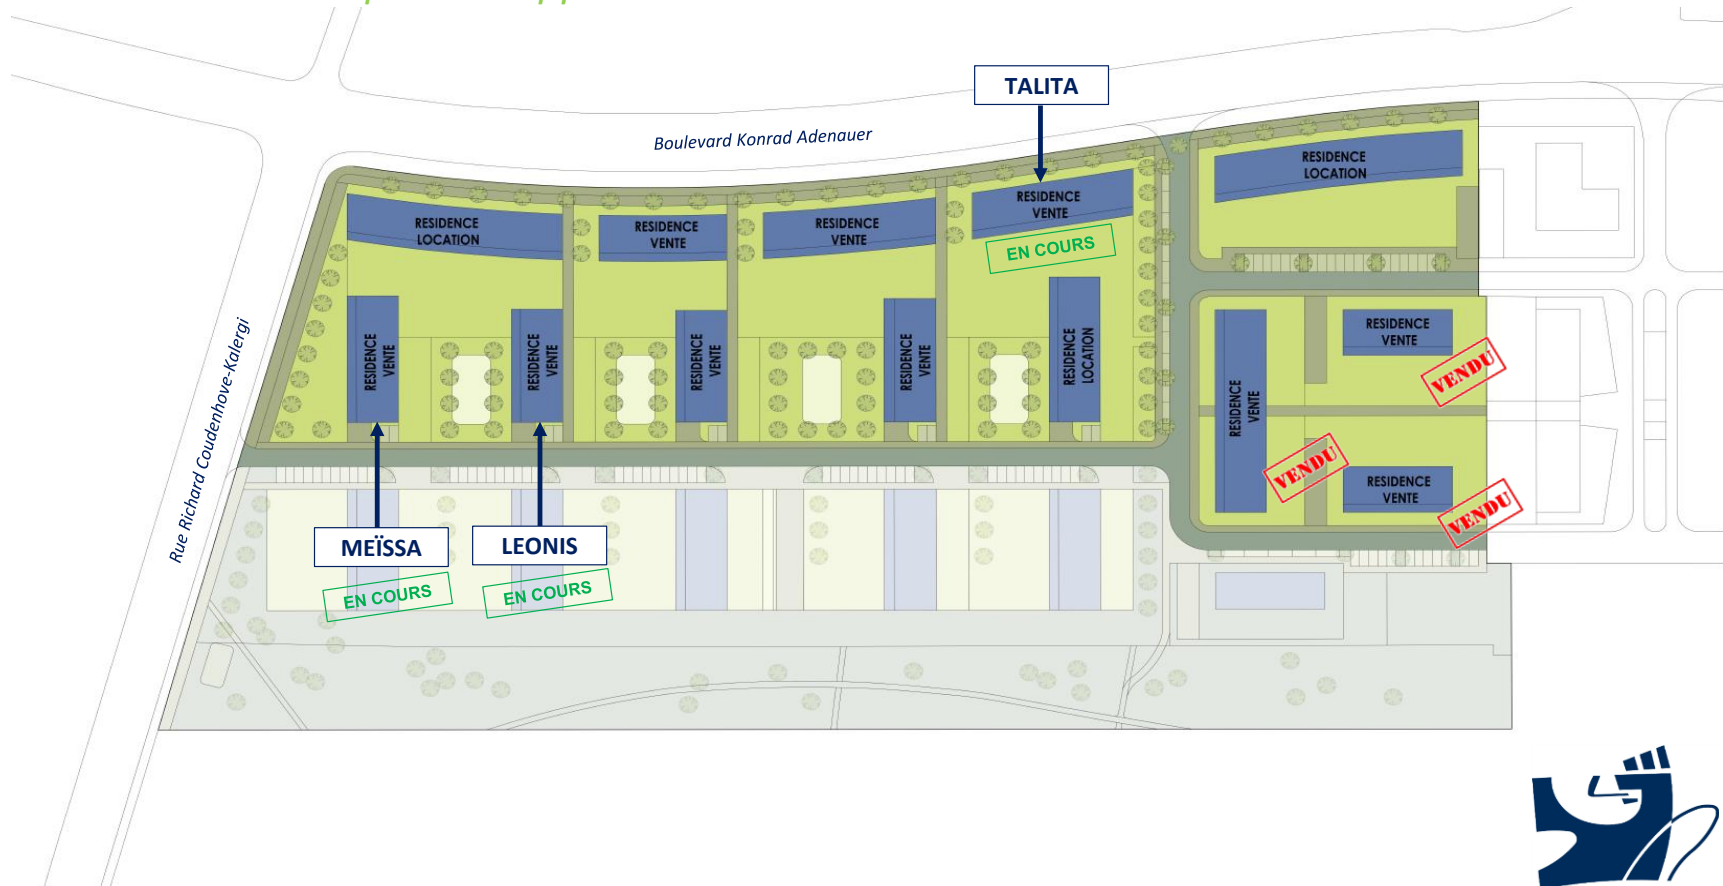 TALITA
Boulevard Konrad Adenauer
RESIDENCE
LOCATION
RESIDENCE
LOCATION
RESIDENCE
VENTE
RESIDENCE
VENTE
RESIDENCE
VENTE
EN COURS
RESIDENCE
VENTE
RESIDENCE
VENTE
RESIDENCE
VENTE
RESIDENCE
VENTE
RESIDENCE
LOCATION
RESIDENCE
VENTE
VENDU
RESIDENCE
VENTE
VENDU
RESIDENCE
VENTE
VENDU
Rue Richard Coudenhove-Kalergi
MEÏSSA
EN COURS
LEONIS
EN COURS